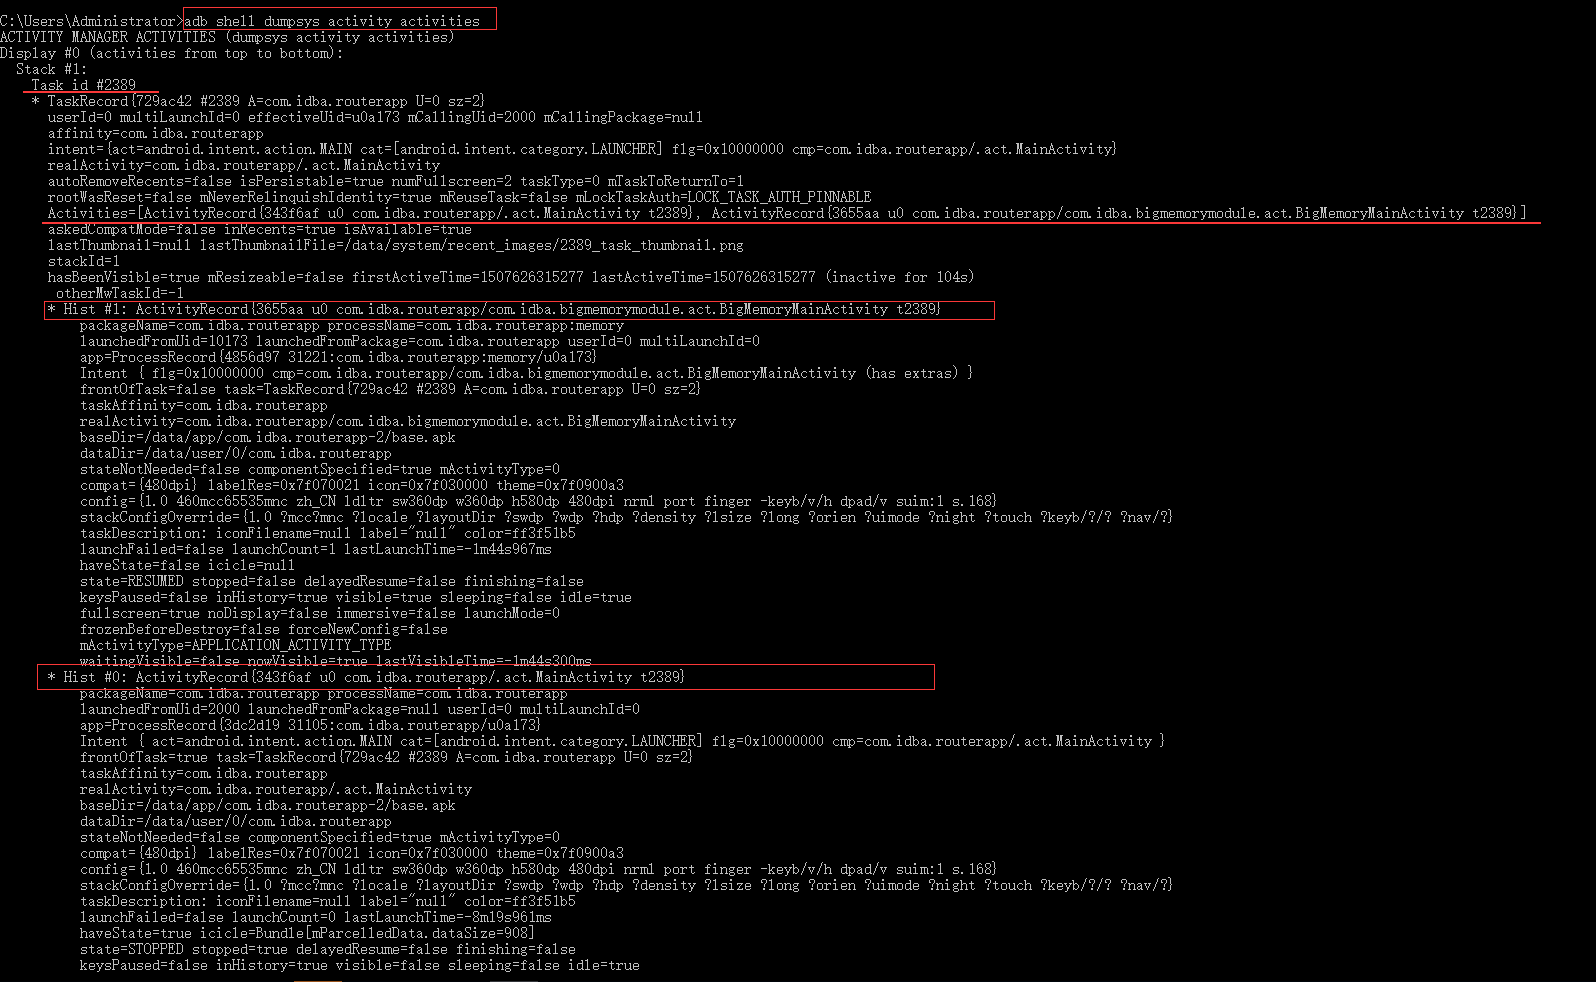 C:\Users\Administrator>adb shell dumpsys activity activities
ACTIVITY MANAGER ACTIVITIES (dumpsys activity activities)
Display #0 (activities from top to bottom):
  Stack #1:
    Task id #2389
    * TaskRecord{729ac42 #2389 A=com.idba.routerapp U=0 sz=2}
      userId=0 multiLaunchId=0 effectiveUid=u0a173 mCallingUid=2000 mCallingPackage=null
      affinity=com.idba.routerapp
      intent={act=android.intent.action.MAIN cat=[android.intent.category.LAUNCHER] flg=0x10000000 cmp=com.idba.routerapp/.act.MainActivity}
      realActivity=com.idba.routerapp/.act.MainActivity
      autoRemoveRecents=false isPersistable=true numFullscreen=2 taskType=0 mTaskToReturnTo=1
      rootWasReset=false mNeverRelinquishIdentity=true mReuseTask=false mLockTaskAuth=LOCK_TASK_AUTH_PINNABLE
      Activities=[ActivityRecord{343f6af u0 com.idba.routerapp/.act.MainActivity t2389}, ActivityRecord{3655aa u0 com.idba.routerapp/com.idba.bigmemorymodule.act.BigMemoryMainActivity t2389}]
      askedCompatMode=false inRecents=true isAvailable=true
      lastThumbnail=null lastThumbnailFile=/data/system/recent_images/2389_task_thumbnail.png
      stackId=1
      hasBeenVisible=true mResizeable=false firstActiveTime=1507626315277 lastActiveTime=1507626315277 (inactive for 104s)
       otherMwTaskId=-1
      * Hist #1: ActivityRecord{3655aa u0 com.idba.routerapp/com.idba.bigmemorymodule.act.BigMemoryMainActivity t2389}
          packageName=com.idba.routerapp processName=com.idba.routerapp:memory
          launchedFromUid=10173 launchedFromPackage=com.idba.routerapp userId=0 multiLaunchId=0
          app=ProcessRecord{4856d97 31221:com.idba.routerapp:memory/u0a173}
          Intent { flg=0x10000000 cmp=com.idba.routerapp/com.idba.bigmemorymodule.act.BigMemoryMainActivity (has extras) }
          frontOfTask=false task=TaskRecord{729ac42 #2389 A=com.idba.routerapp U=0 sz=2}
          taskAffinity=com.idba.routerapp
          realActivity=com.idba.routerapp/com.idba.bigmemorymodule.act.BigMemoryMainActivity
          baseDir=/data/app/com.idba.routerapp-2/base.apk
          dataDir=/data/user/0/com.idba.routerapp
          stateNotNeeded=false componentSpecified=true mActivityType=0
          compat={480dpi} labelRes=0x7f070021 icon=0x7f030000 theme=0x7f0900a3
          config={1.0 460mcc65535mnc zh_CN ldltr sw360dp w360dp h580dp 480dpi nrml port finger -keyb/v/h dpad/v suim:1 s.168}
          stackConfigOverride={1.0 ?mcc?mnc ?locale ?layoutDir ?swdp ?wdp ?hdp ?density ?lsize ?long ?orien ?uimode ?night ?touch ?keyb/?/? ?nav/?}
          taskDescription: iconFilename=null label="null" color=ff3f51b5
          launchFailed=false launchCount=1 lastLaunchTime=-1m44s967ms
          haveState=false icicle=null
          state=RESUMED stopped=false delayedResume=false finishing=false
          keysPaused=false inHistory=true visible=true sleeping=false idle=true
          fullscreen=true noDisplay=false immersive=false launchMode=0
          frozenBeforeDestroy=false forceNewConfig=false
          mActivityType=APPLICATION_ACTIVITY_TYPE
          waitingVisible=false nowVisible=true lastVisibleTime=-1m44s300ms
      * Hist #0: ActivityRecord{343f6af u0 com.idba.routerapp/.act.MainActivity t2389}
          packageName=com.idba.routerapp processName=com.idba.routerapp
          launchedFromUid=2000 launchedFromPackage=null userId=0 multiLaunchId=0
          app=ProcessRecord{3dc2d19 31105:com.idba.routerapp/u0a173}
          Intent { act=android.intent.action.MAIN cat=[android.intent.category.LAUNCHER] flg=0x10000000 cmp=com.idba.routerapp/.act.MainActivity }
          frontOfTask=true task=TaskRecord{729ac42 #2389 A=com.idba.routerapp U=0 sz=2}
          taskAffinity=com.idba.routerapp
          realActivity=com.idba.routerapp/.act.MainActivity
          baseDir=/data/app/com.idba.routerapp-2/base.apk
          dataDir=/data/user/0/com.idba.routerapp
          stateNotNeeded=false componentSpecified=true mActivityType=0
          compat={480dpi} labelRes=0x7f070021 icon=0x7f030000 theme=0x7f0900a3
          config={1.0 460mcc65535mnc zh_CN ldltr sw360dp w360dp h580dp 480dpi nrml port finger -keyb/v/h dpad/v suim:1 s.168}
          stackConfigOverride={1.0 ?mcc?mnc ?locale ?layoutDir ?swdp ?wdp ?hdp ?density ?lsize ?long ?orien ?uimode ?night ?touch ?keyb/?/? ?nav/?}
          taskDescription: iconFilename=null label="null" color=ff3f51b5
          launchFailed=false launchCount=0 lastLaunchTime=-8m19s961ms
          haveState=true icicle=Bundle[mParcelledData.dataSize=908]
          state=STOPPED stopped=true delayedResume=false finishing=false
          keysPaused=false inHistory=true visible=false sleeping=false idle=true